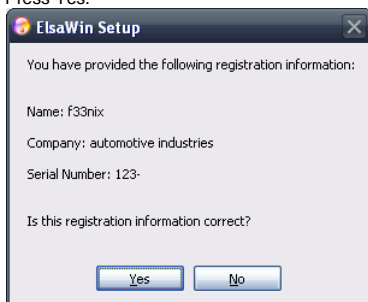 Press Yes.
ElsaWin Setup
You have provided the following registration information:
Name: f33nix
Company: automotive industries
Serial Number: 123-
Is this registration information correct?
Yes
No